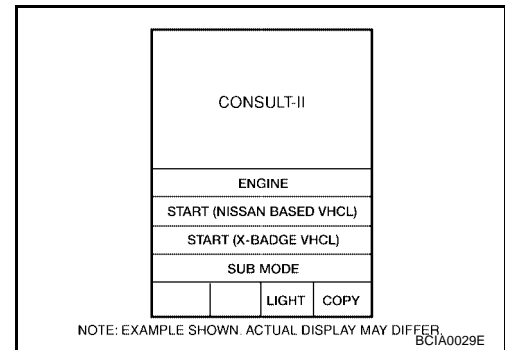 CONSULT-II
ENGINE
START (NISSAN BASED VHCL)
START (X-BADGE VHCL)
SUB MODE
LIGHT COPY
NOTE: EXAMPLE SHOWN. ACTUAL DISPLAY MAY DIFFER.
BCIA0029E